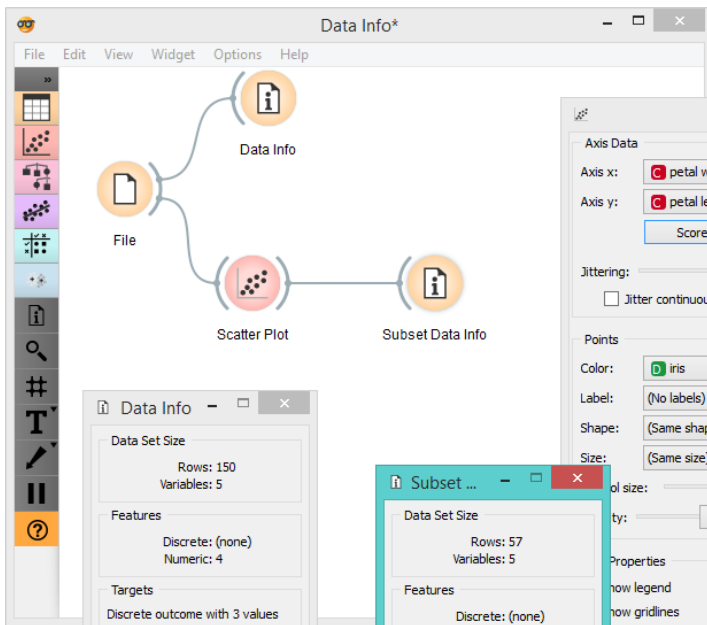 Data Info*
File Edit View Widget Options Help
»
Data Info
File
Scatter Plot
Subset Data Info
Axis Data
Axis x: C petal w
Axis y: C petal le
Score
Jittering:
Jitter continuou
Points
Color: D iris
Label: (No labels)
Shape: (Same shap
Size: (Same size)
ol size:
ty:
Properties
how legend
how gridlines
Data Info
Data Set Size
Rows: 150
Variables: 5
Features
Discrete: (none)
Numeric: 4
Targets
Discrete outcome with 3 values
Subset ...
Data Set Size
Rows: 57
Variables: 5
Features
Discrete: (none)